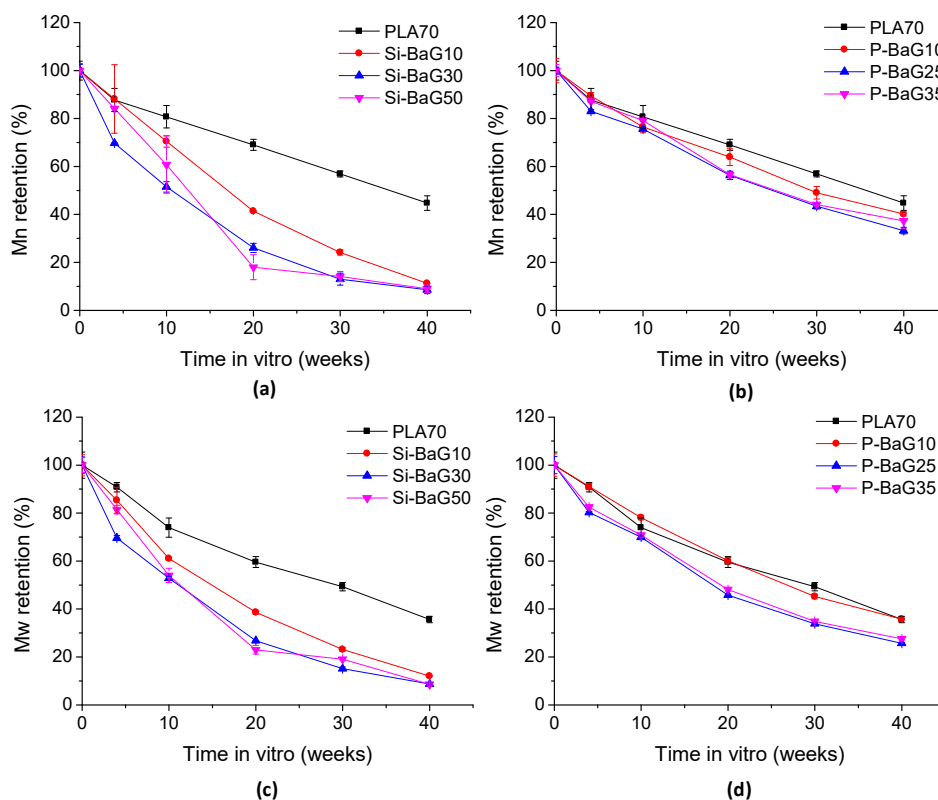 120
100
80
60
40
20
0
Mn retention (%)
PLA70
Si-BaG10
Si-BaG30
Si-BaG50
0 10 20 30 40
Time in vitro (weeks)
(a)
120
100
80
60
40
20
0
Mn retention (%)
PLA70
P-BaG10
P-BaG25
P-BaG35
0 10 20 30 40
Time in vitro (weeks)
(b)
120
100
80
60
40
20
0
Mw retention (%)
PLA70
Si-BaG10
Si-BaG30
Si-BaG50
0 10 20 30 40
Time in vitro (weeks)
(c)
120
100
80
60
40
20
0
Mw retention (%)
PLA70
P-BaG10
P-BaG25
P-BaG35
0 10 20 30 40
Time in vitro (weeks)
(d)